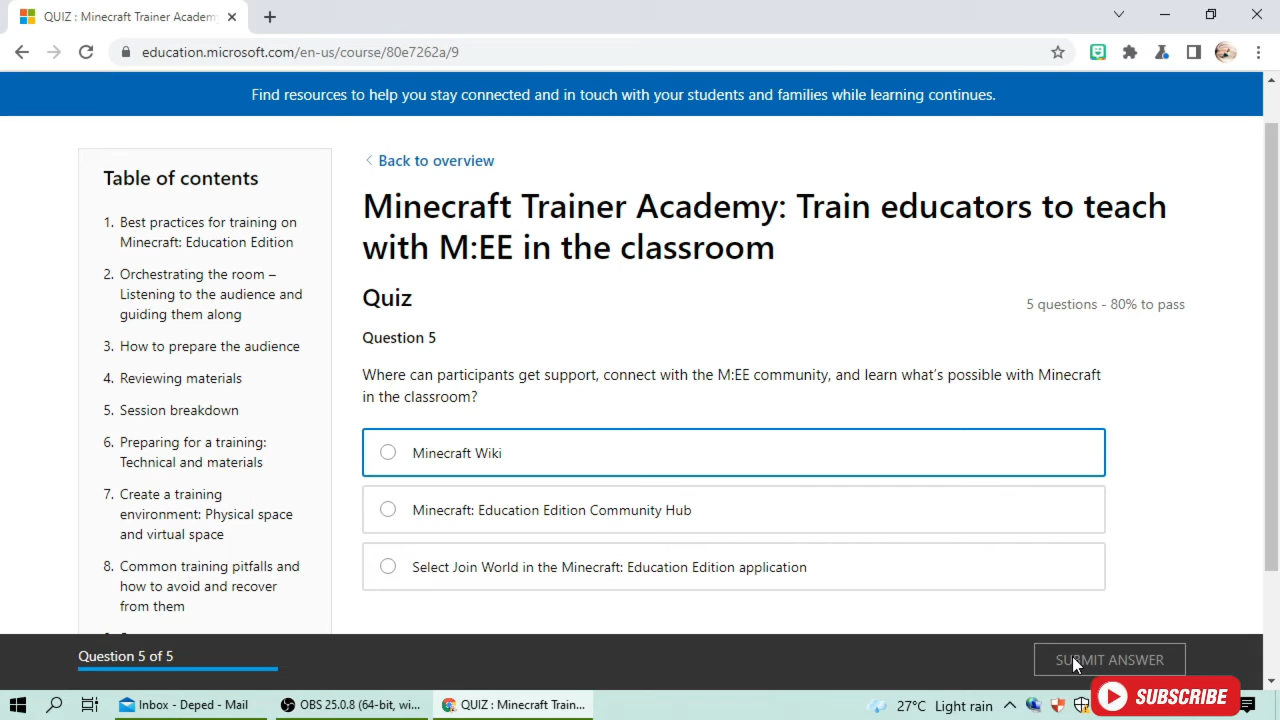 QUIZ : Minecraft Trainer Academ
education.microsoft.com/en-us/course/80e7262a/9
Find resources to help you stay connected and in touch with your students and families while learning continues.
Table of contents
1. Best practices for training on
Minecraft: Education Edition
2. Orchestrating the room –
Listening to the audience and
guiding them along
3. How to prepare the audience
4. Reviewing materials
5. Session breakdown
6. Preparing for a training:
Technical and materials
7. Create a training
environment: Physical space
and virtual space
8. Common training pitfalls and
how to avoid and recover
from them
Back to overview
Minecraft Trainer Academy: Train educators to teach
with M:EE in the classroom
Quiz
5 questions - 80% to pass
Question 5
Where can participants get support, connect with the M:EE community, and learn what's possible with Minecraft
in the classroom?
Minecraft Wiki
Minecraft: Education Edition Community Hub
Select Join World in the Minecraft: Education Edition application
Question 5 of 5
SUBMIT ANSWER
Inbox - Deped - Mail
OBS 25.0.8 (64-bit, wi...
QUIZ : Minecraft Train...
27°C Light rain
SUBSCRIBE